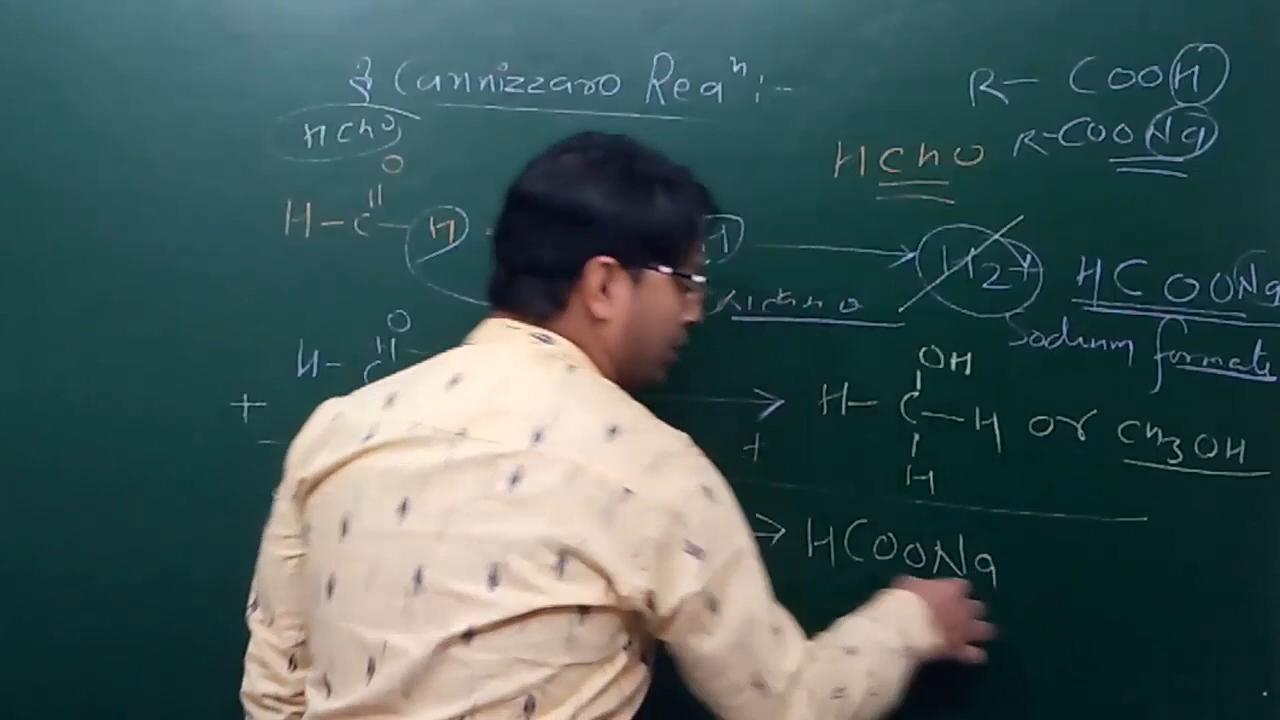 Cannizzaro Reaⁿ :-
R- COOH
HCHO
HCHO
R-COONa
O
||
H-C-H → H2+ HCOONa
Sodium formate
O
||
H-C
OH
+ → H-C-H or CH3OH
+
H
→ HCOONa